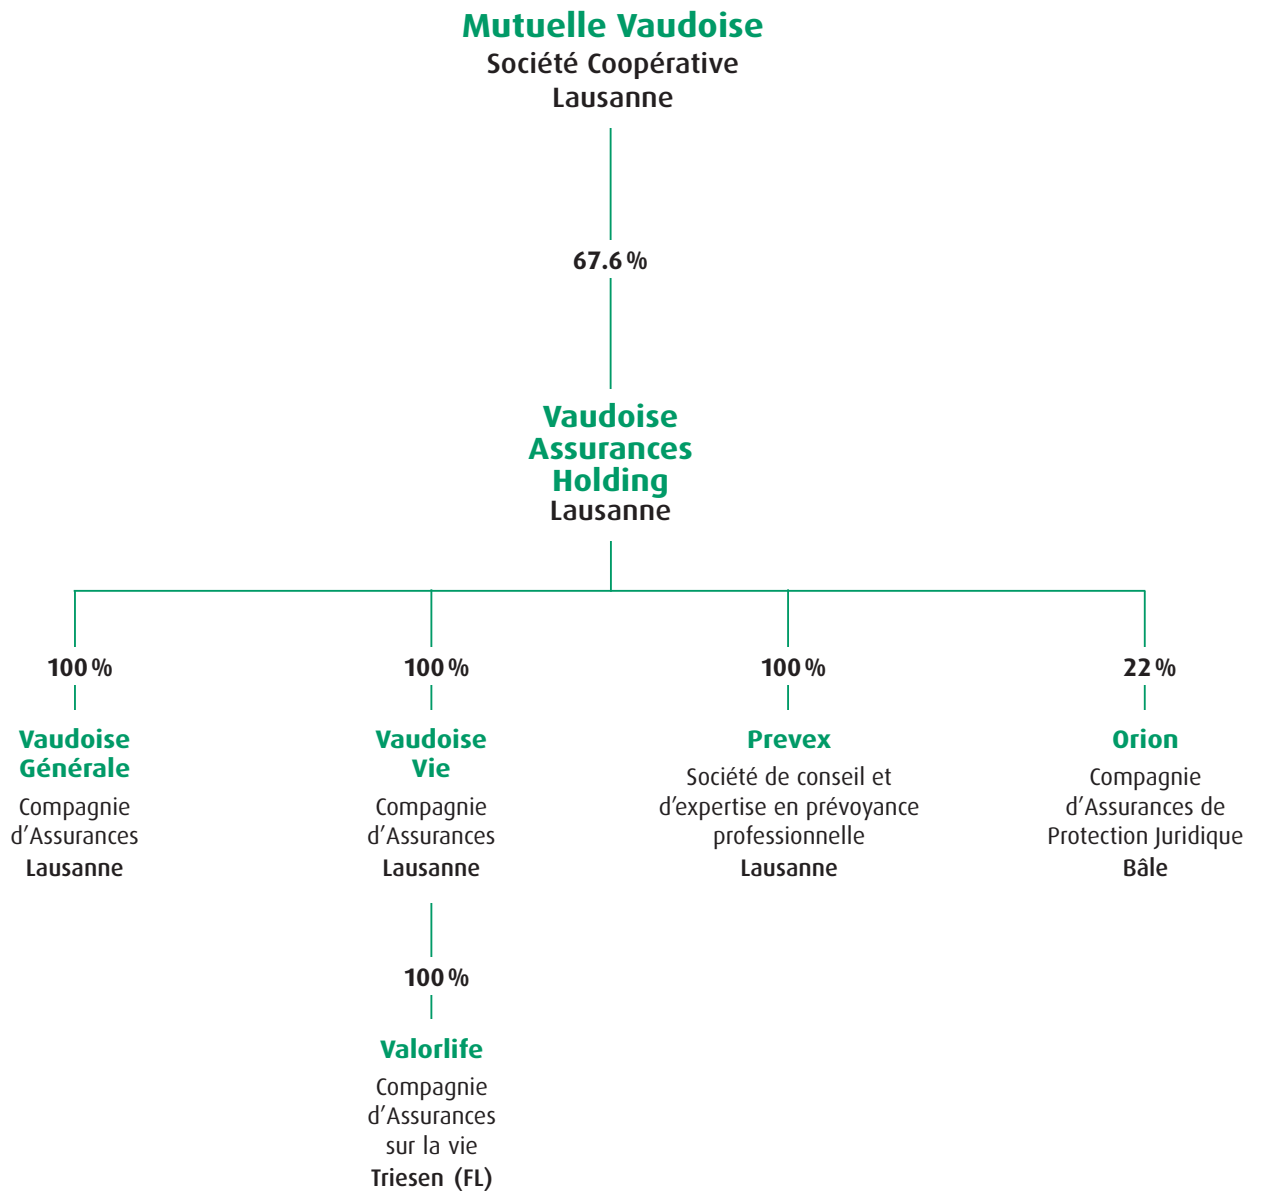 Mutuelle Vaudoise
Société Coopérative
Lausanne
67.6 %
Vaudoise
Assurances
Holding
Lausanne
100 %
Vaudoise
Générale
Compagnie
d’Assurances
Lausanne
100 %
Vaudoise
Vie
Compagnie
d’Assurances
Lausanne
100 %
Valorlife
Compagnie
d’Assurances
sur la vie
Triesen (FL)
100 %
Prevex
Société de conseil et
d’expertise en prévoyance
professionnelle
Lausanne
22 %
Orion
Compagnie
d’Assurances de
Protection Juridique
Bâle